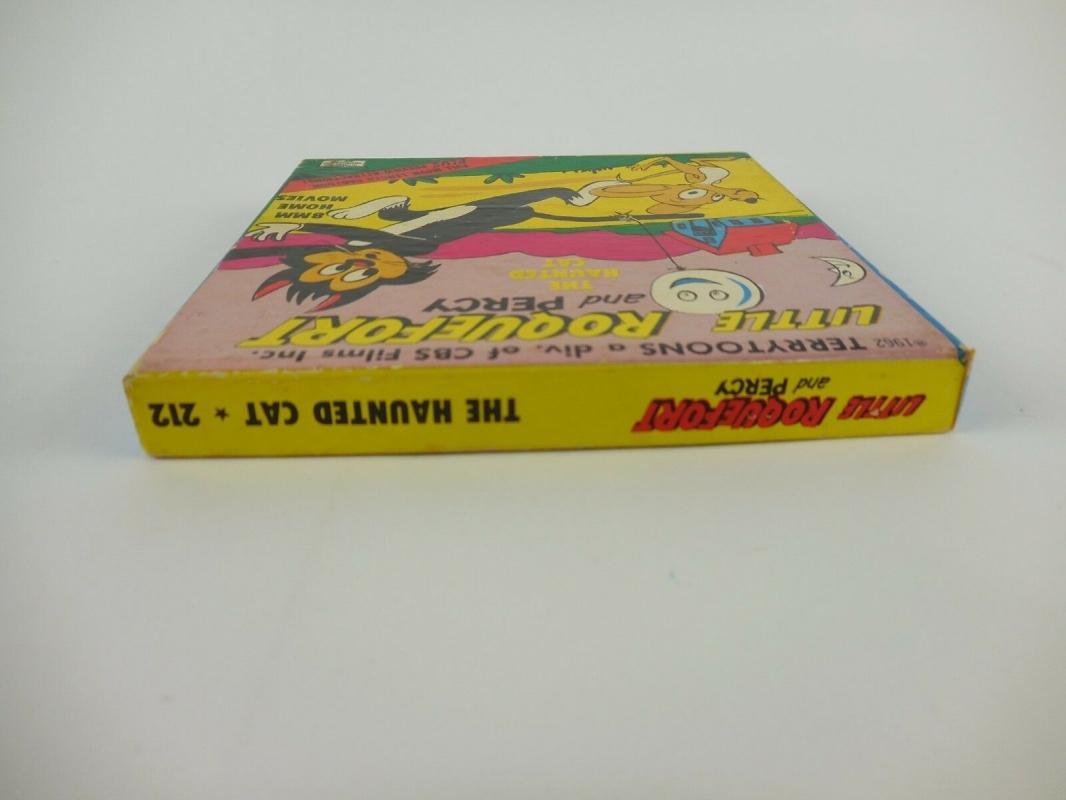 ®1962 TERRYTOONS a div. of CBS Films Inc.
LITTLE ROQUEFORT
and PERCY
THE
HAUNTED
CAT
8MM
HOME
MOVIES
LITTLE ROQUEFORT
and PERCY
THE HAUNTED CAT ★ 212